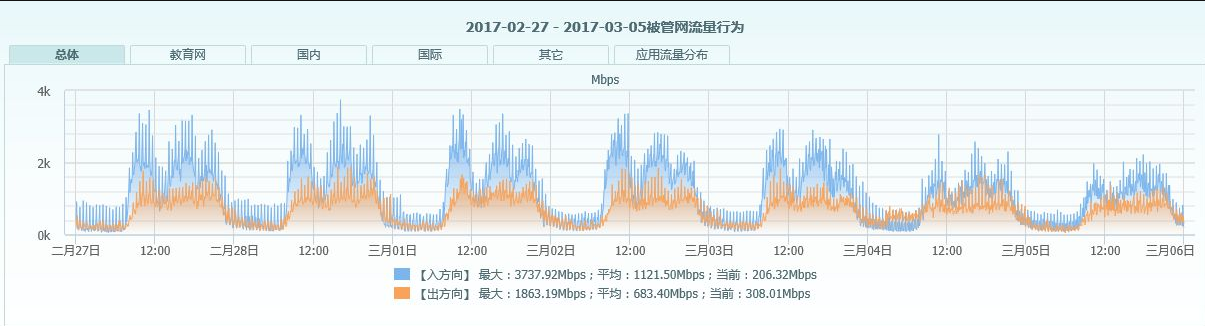 2017-02-27 - 2017-03-05被管网流量行为
总体 教育网 国内 国际 其它 应用流量分布
Mbps
4k
2k
0k
二月27日 12:00 二月28日 12:00 三月01日 12:00 三月02日 12:00 三月03日 12:00 三月04日 12:00 三月05日 12:00 三月06日
【入方向】 最大：3737.92Mbps；平均：1121.50Mbps；当前：206.32Mbps
【出方向】 最大：1863.19Mbps；平均：683.40Mbps；当前：308.01Mbps